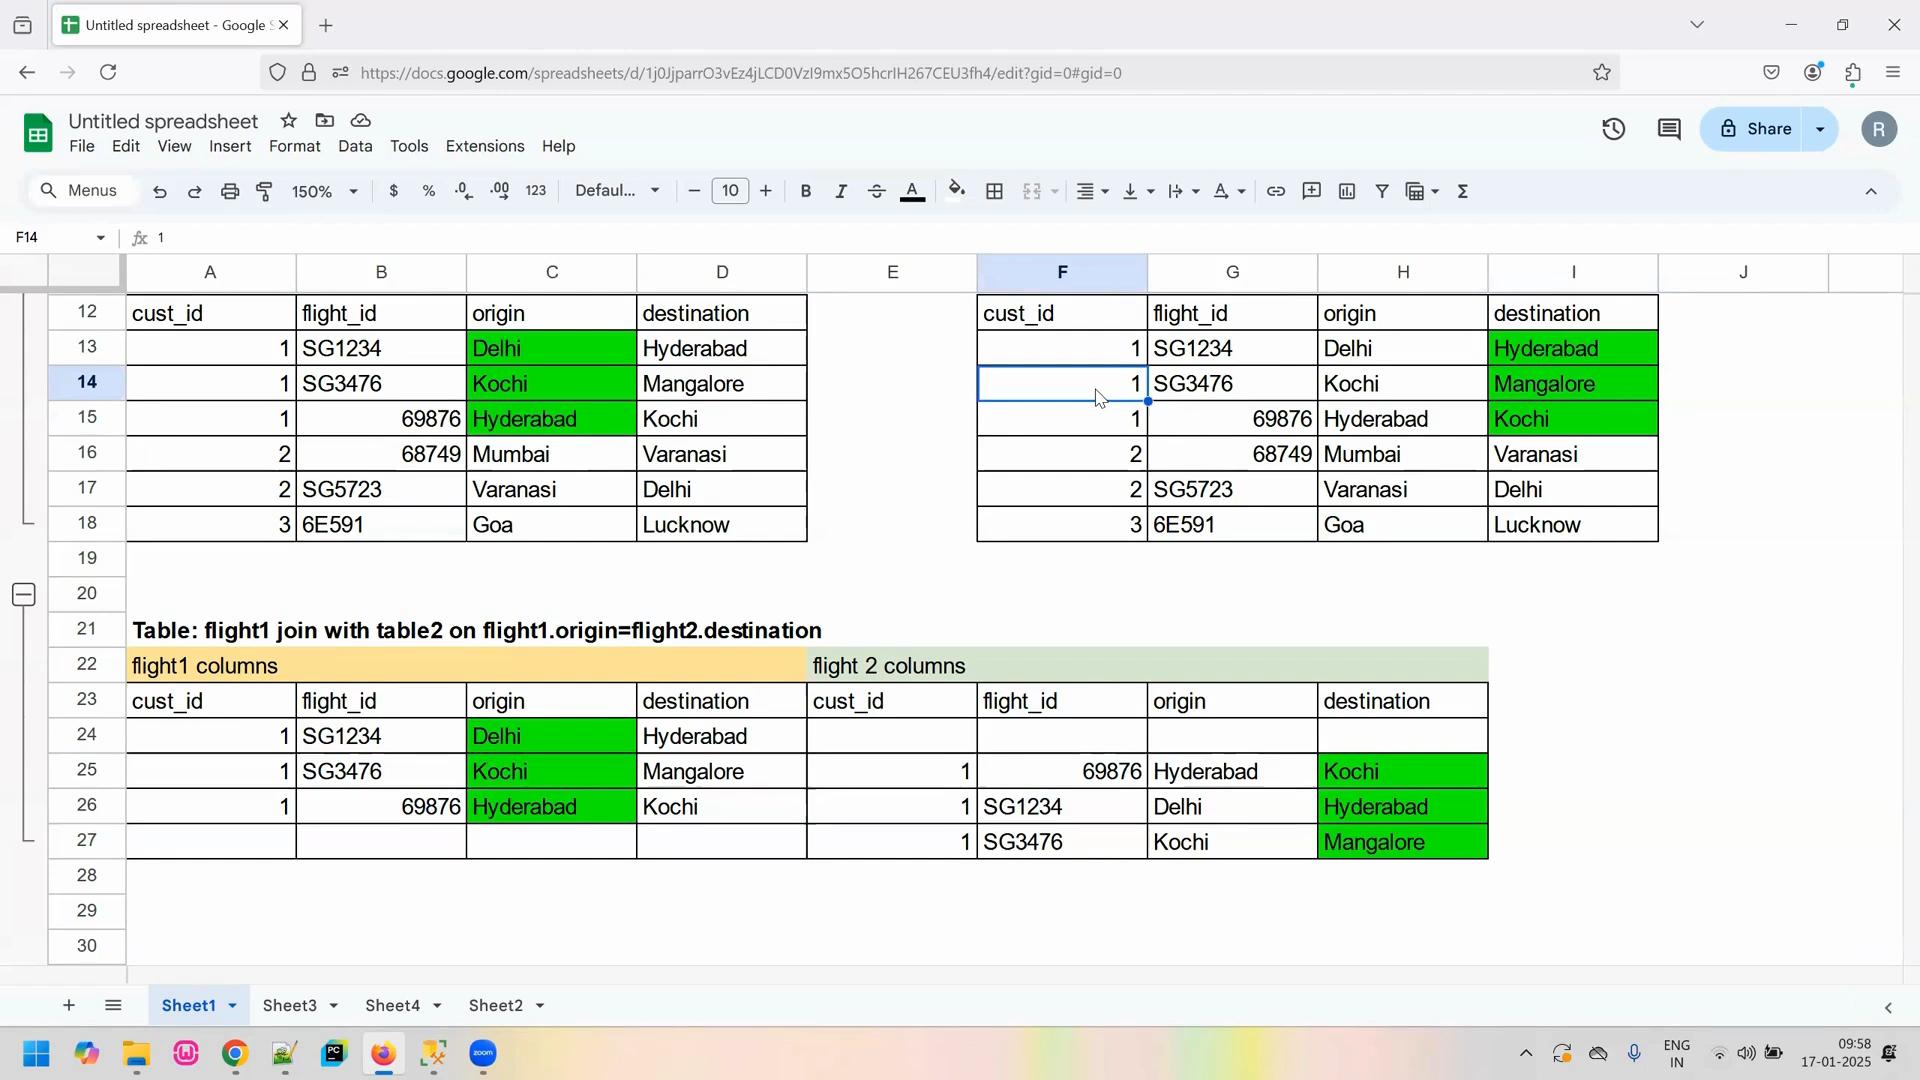 Untitled spreadsheet - Google S
https://docs.google.com/spreadsheets/d/1j0JjparrO3vEz4jLCD0VzI9mx5O5hcrIH267CEU3fh4/edit?gid=0#gid=0
Untitled spreadsheet
File Edit View Insert Format Data Tools Extensions Help
Share
R
Menus 150% $ % .0 .00 123 Defaul... 10 B I A Σ
F14 fx 1
A B C D E F G H I J
12 cust_id flight_id origin destination cust_id flight_id origin destination
13 1 SG1234 Delhi Hyderabad 1 SG1234 Delhi Hyderabad
14 1 SG3476 Kochi Mangalore 1 SG3476 Kochi Mangalore
15 1 69876 Hyderabad Kochi 1 69876 Hyderabad Kochi
16 2 68749 Mumbai Varanasi 2 68749 Mumbai Varanasi
17 2 SG5723 Varanasi Delhi 2 SG5723 Varanasi Delhi
18 3 6E591 Goa Lucknow 3 6E591 Goa Lucknow
19
20
21 Table: flight1 join with table2 on flight1.origin=flight2.destination
22 flight1 columns flight 2 columns
23 cust_id flight_id origin destination cust_id flight_id origin destination
24 1 SG1234 Delhi Hyderabad
25 1 SG3476 Kochi Mangalore 1 69876 Hyderabad Kochi
26 1 69876 Hyderabad Kochi 1 SG1234 Delhi Hyderabad
27 1 SG3476 Kochi Mangalore
28
29
30
Sheet1 Sheet3 Sheet4 Sheet2
PC zoom
ENG
IN
09:58
17-01-2025